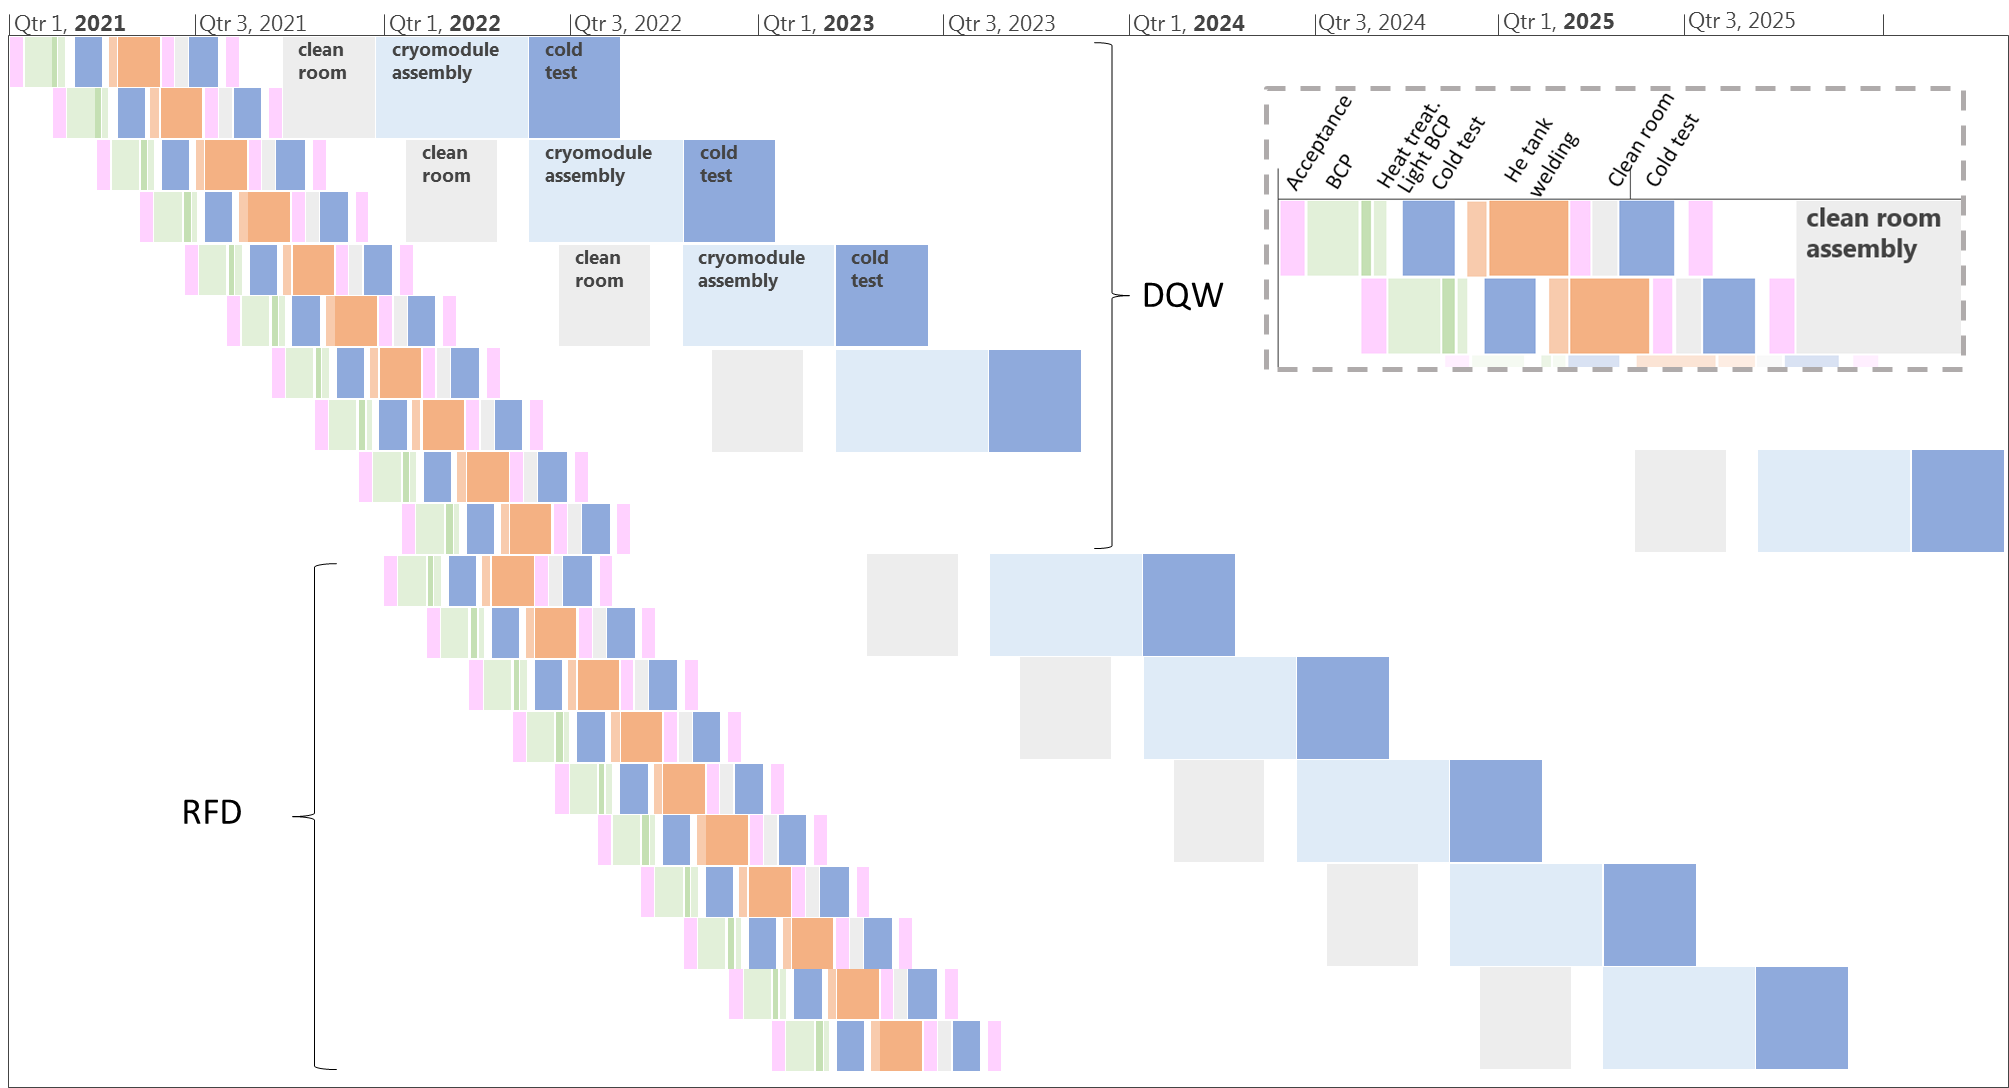 Qtr 1, 2021
Qtr 3, 2021
Qtr 1, 2022
Qtr 3, 2022
Qtr 1, 2023
Qtr 3, 2023
Qtr 1, 2024
Qtr 3, 2024
Qtr 1, 2025
Qtr 3, 2025
clean
room
cryomodule
assembly
cold
test
clean
room
cryomodule
assembly
cold
test
clean
room
cryomodule
assembly
cold
test
DQW
Acceptance
BCP
Heat treat.
Light BCP
Cold test
He tank
welding
Clean room
Cold test
clean room
assembly
RFD